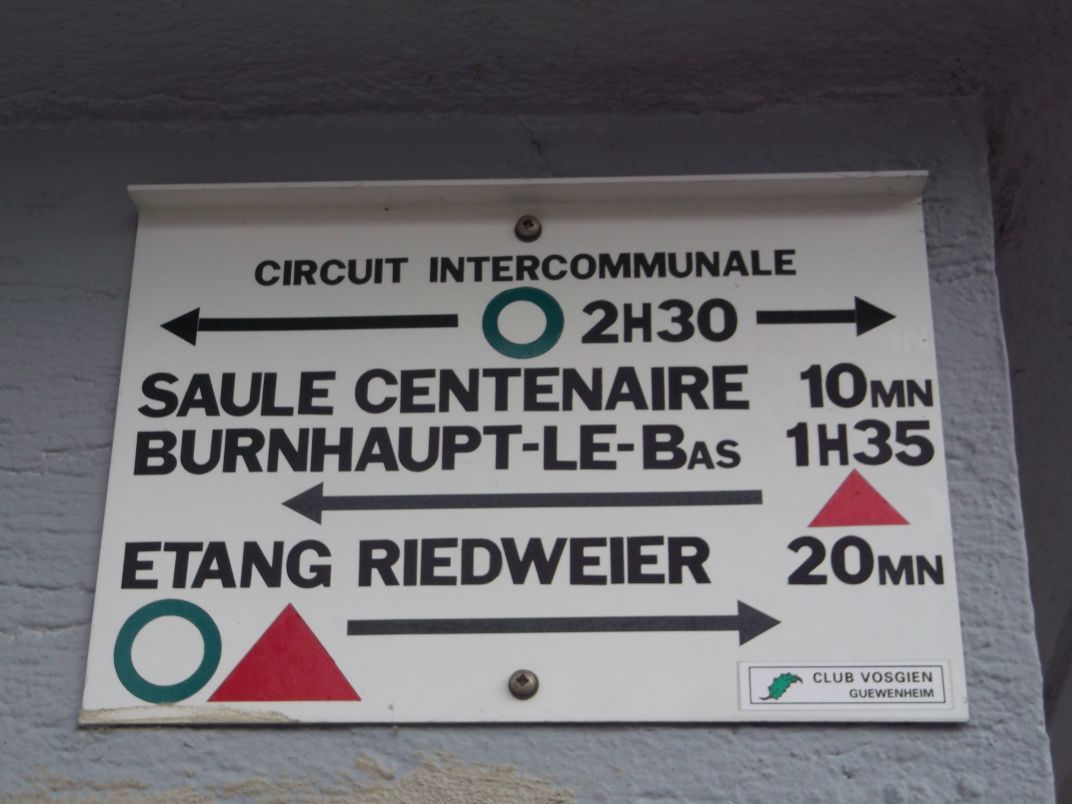 CIRCUIT INTERCOMMUNALE
2H30
SAULE CENTENAIRE 10MN
BURNHAUPT-LE-BAS 1H35
ETANG RIEDWEIER 20MN
CLUB VOSGIEN
GUEWENHEIM